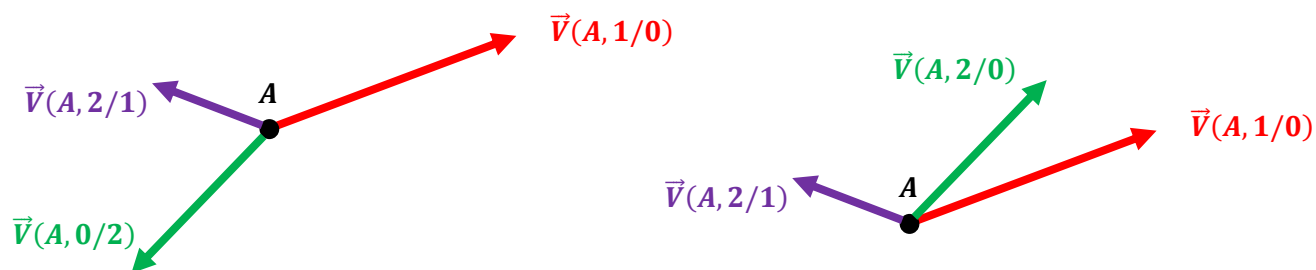 V⃗(A, 1/0)
A
V⃗(A, 2/1)
V⃗(A, 0/2)
V⃗(A, 2/0)
V⃗(A, 1/0)
A
V⃗(A, 2/1)